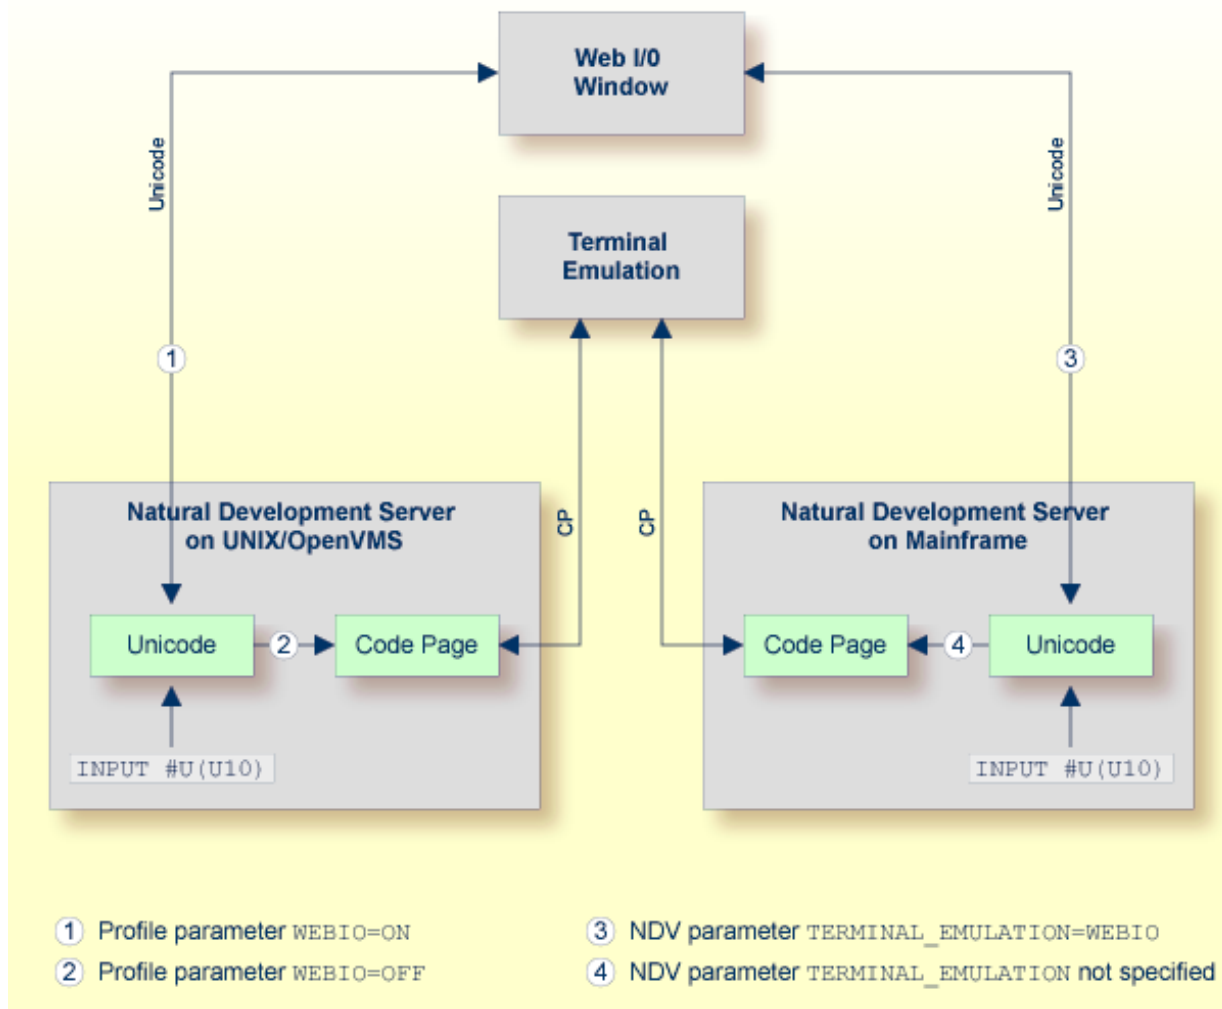 Web I/0
Window
Unicode
Unicode
Terminal
Emulation
1
3
Natural Development Server
on UNIX/OpenVMS
CP
CP
Natural Development Server
on Mainframe
Unicode
2
Code Page
Code Page
4
Unicode
INPUT #U(U10)
INPUT #U(U10)
1 Profile parameter WEBIO=ON
2 Profile parameter WEBIO=OFF
3 NDV parameter TERMINAL_EMULATION=WEBIO
4 NDV parameter TERMINAL_EMULATION not specified